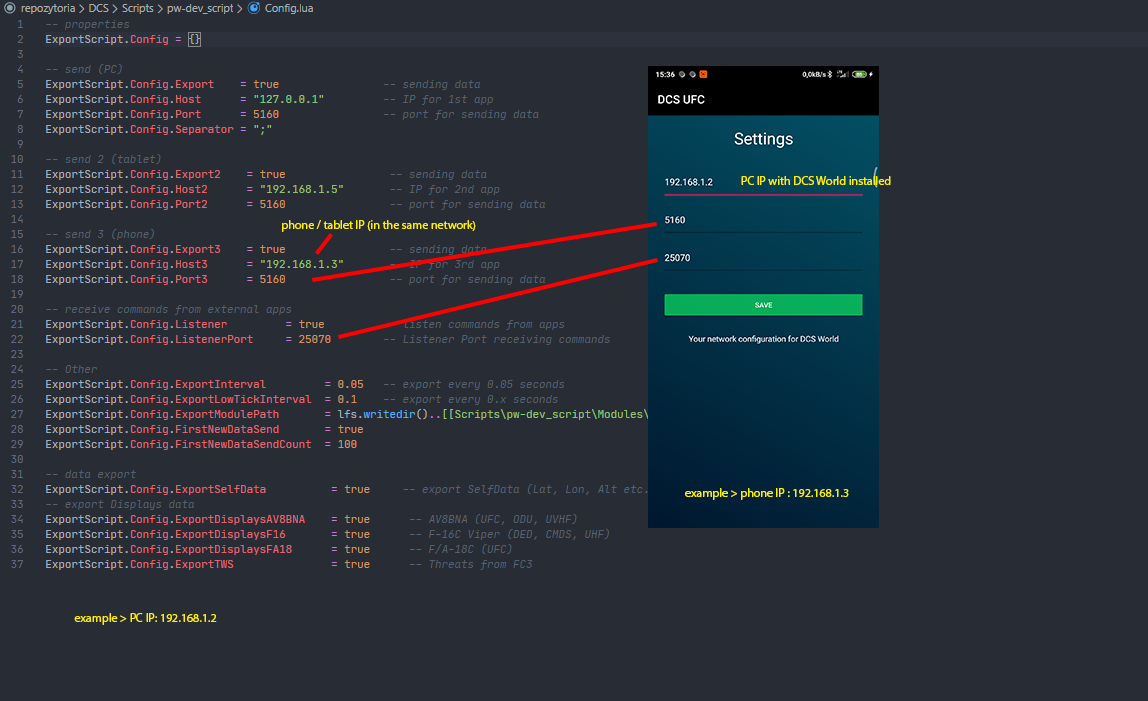 repozytoria > DCS > Scripts > pw-dev_script > Config.lua
1 -- properties
2 ExportScript.Config = {}
3
4 -- send (PC)
5 ExportScript.Config.Export = true -- sending data
6 ExportScript.Config.Host = "127.0.0.1" -- IP for 1st app
7 ExportScript.Config.Port = 5160 -- port for sending data
8 ExportScript.Config.Separator = ";"
9
10 -- send 2 (tablet)
11 ExportScript.Config.Export2 = true -- sending data
12 ExportScript.Config.Host2 = "192.168.1.5" -- IP for 2nd app
13 ExportScript.Config.Port2 = 5160 -- port for sending data
14
phone / tablet IP (in the same network)
15 -- send 3 (phone)
16 ExportScript.Config.Export3 = true -- sending data
17 ExportScript.Config.Host3 = "192.168.1.3" -- IP for 3rd app
18 ExportScript.Config.Port3 = 5160 -- port for sending data
19
20 -- receive commands from external apps
21 ExportScript.Config.Listener = true listen commands from apps
22 ExportScript.Config.ListenerPort = 25070 -- Listener Port receiving commands
23
24 -- Other
25 ExportScript.Config.ExportInterval = 0.05 -- export every 0.05 seconds
26 ExportScript.Config.ExportLowTickInterval = 0.1 -- export every 0.x seconds
27 ExportScript.Config.ExportModulePath = lfs.writedir()..[[Scripts\pw-dev_script\Modules\
28 ExportScript.Config.FirstNewDataSend = true
29 ExportScript.Config.FirstNewDataSendCount = 100
30
31 -- data export
32 ExportScript.Config.ExportSelfData = true -- export SelfData (Lat, Lon, Alt etc.
33 -- export Displays data
34 ExportScript.Config.ExportDisplaysAV8BNA = true -- AV8BNA (UFC, ODU, UVHF)
35 ExportScript.Config.ExportDisplaysF16 = true -- F-16C Viper (DED, CMDS, UHF)
36 ExportScript.Config.ExportDisplaysFA18 = true -- F/A-18C (UFC)
37 ExportScript.Config.ExportTWS = true -- Threats from FC3
example > PC IP: 192.168.1.2
15:36 0,0kB/s
DCS UFC
Settings
192.168.1.2 PC IP with DCS World installed
5160
25070
SAVE
Your network configuration for DCS World
example > phone IP : 192.168.1.3